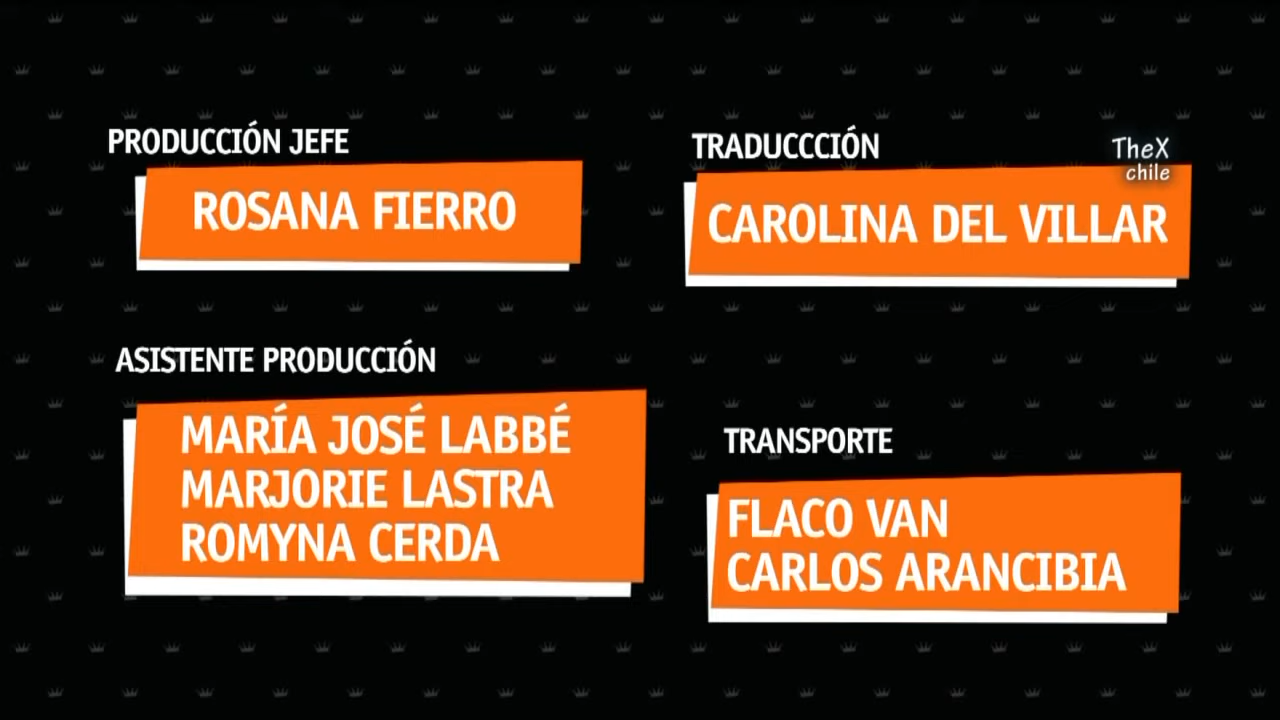 PRODUCCIÓN JEFE
ROSANA FIERRO
ASISTENTE PRODUCCIÓN
MARÍA JOSÉ LABBÉ
MARJORIE LASTRA
ROMYNA CERDA
TRADUCCCIÓN
CAROLINA DEL VILLAR
TRANSPORTE
FLACO VAN
CARLOS ARANCIBIA
TheX
chile